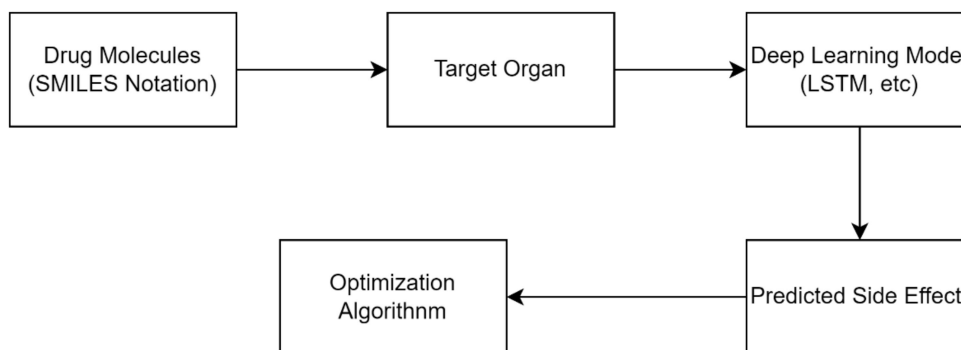 Drug Molecules
(SMILES Notation)
Target Organ
Deep Learning Mode
(LSTM, etc)
Optimization
Algorithnm
Predicted Side Effect